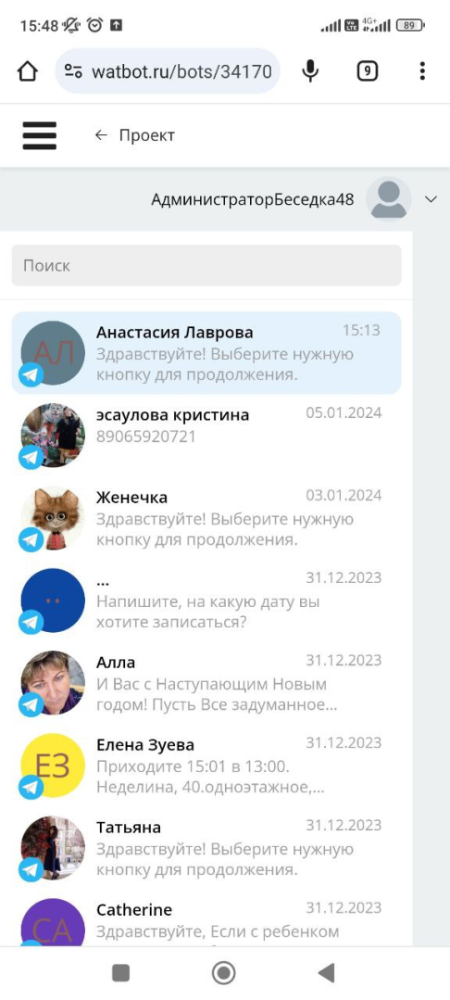 15:48
4G+
Vo
LTE
89
watbot.ru/bots/34170
9
← Проект
АдминистраторБеседка48
Поиск
АЛ
Анастасия Лаврова 15:13
Здравствуйте! Выберите нужную
кнопку для продолжения.
эсаулова кристина 05.01.2024
89065920721
Женечка 03.01.2024
Здравствуйте! Выберите нужную
кнопку для продолжения.
..
... 31.12.2023
Напишите, на какую дату вы
хотите записаться?
Алла 31.12.2023
И Вас с Наступающим Новым
годом! Пусть Все задуманное...
ЕЗ
Елена Зуева 31.12.2023
Приходите 15:01 в 13:00.
Неделина, 40.одноэтажное,...
Татьяна 31.12.2023
Здравствуйте! Выберите нужную
кнопку для продолжения.
CA
Catherine 31.12.2023
Здравствуйте, Если с ребенком